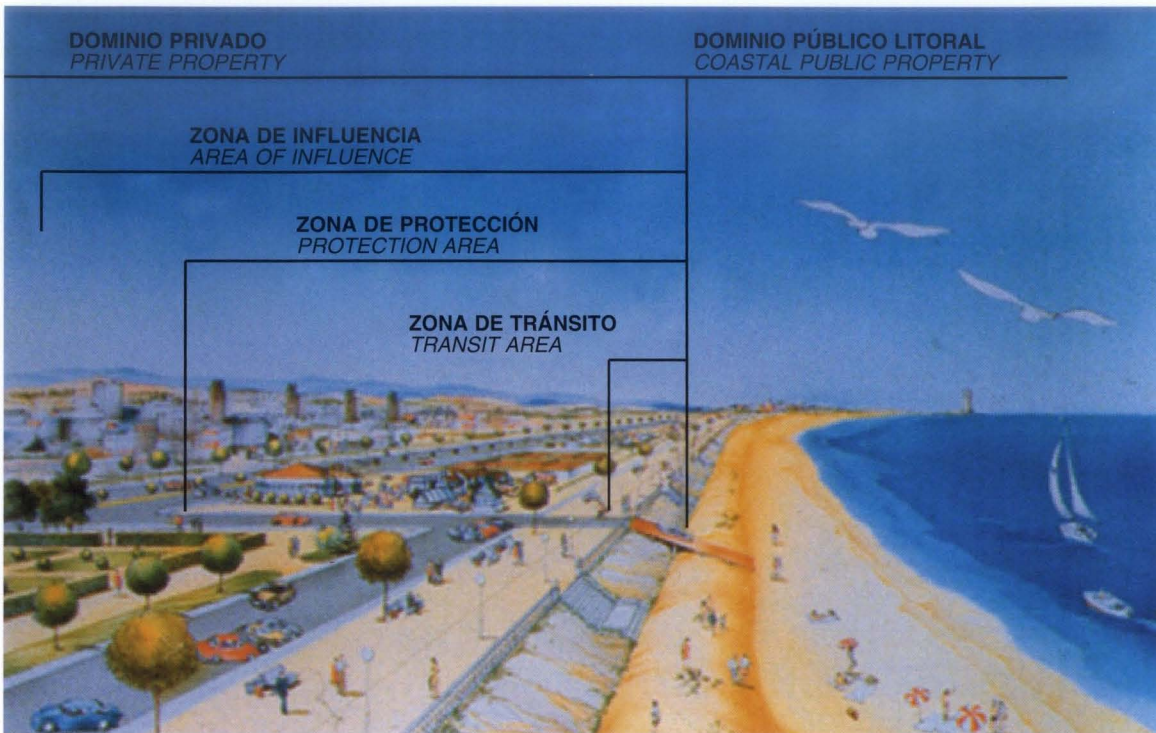 DOMINIO PRIVADO
PRIVATE PROPERTY
DOMINIO PÚBLICO LITORAL
COASTAL PUBLIC PROPERTY
ZONA DE INFLUENCIA
AREA OF INFLUENCE
ZONA DE PROTECCIÓN
PROTECTION AREA
ZONA DE TRÁNSITO
TRANSIT AREA